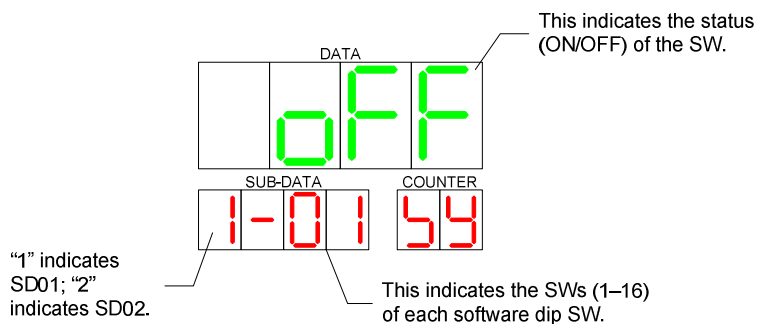 This indicates the status
(ON/OFF) of the SW.
DATA
oFF
SUB-DATA
COUNTER
1-01
SY
"1" indicates
SD01; "2"
indicates SD02.
This indicates the SWs (1–16)
of each software dip SW.